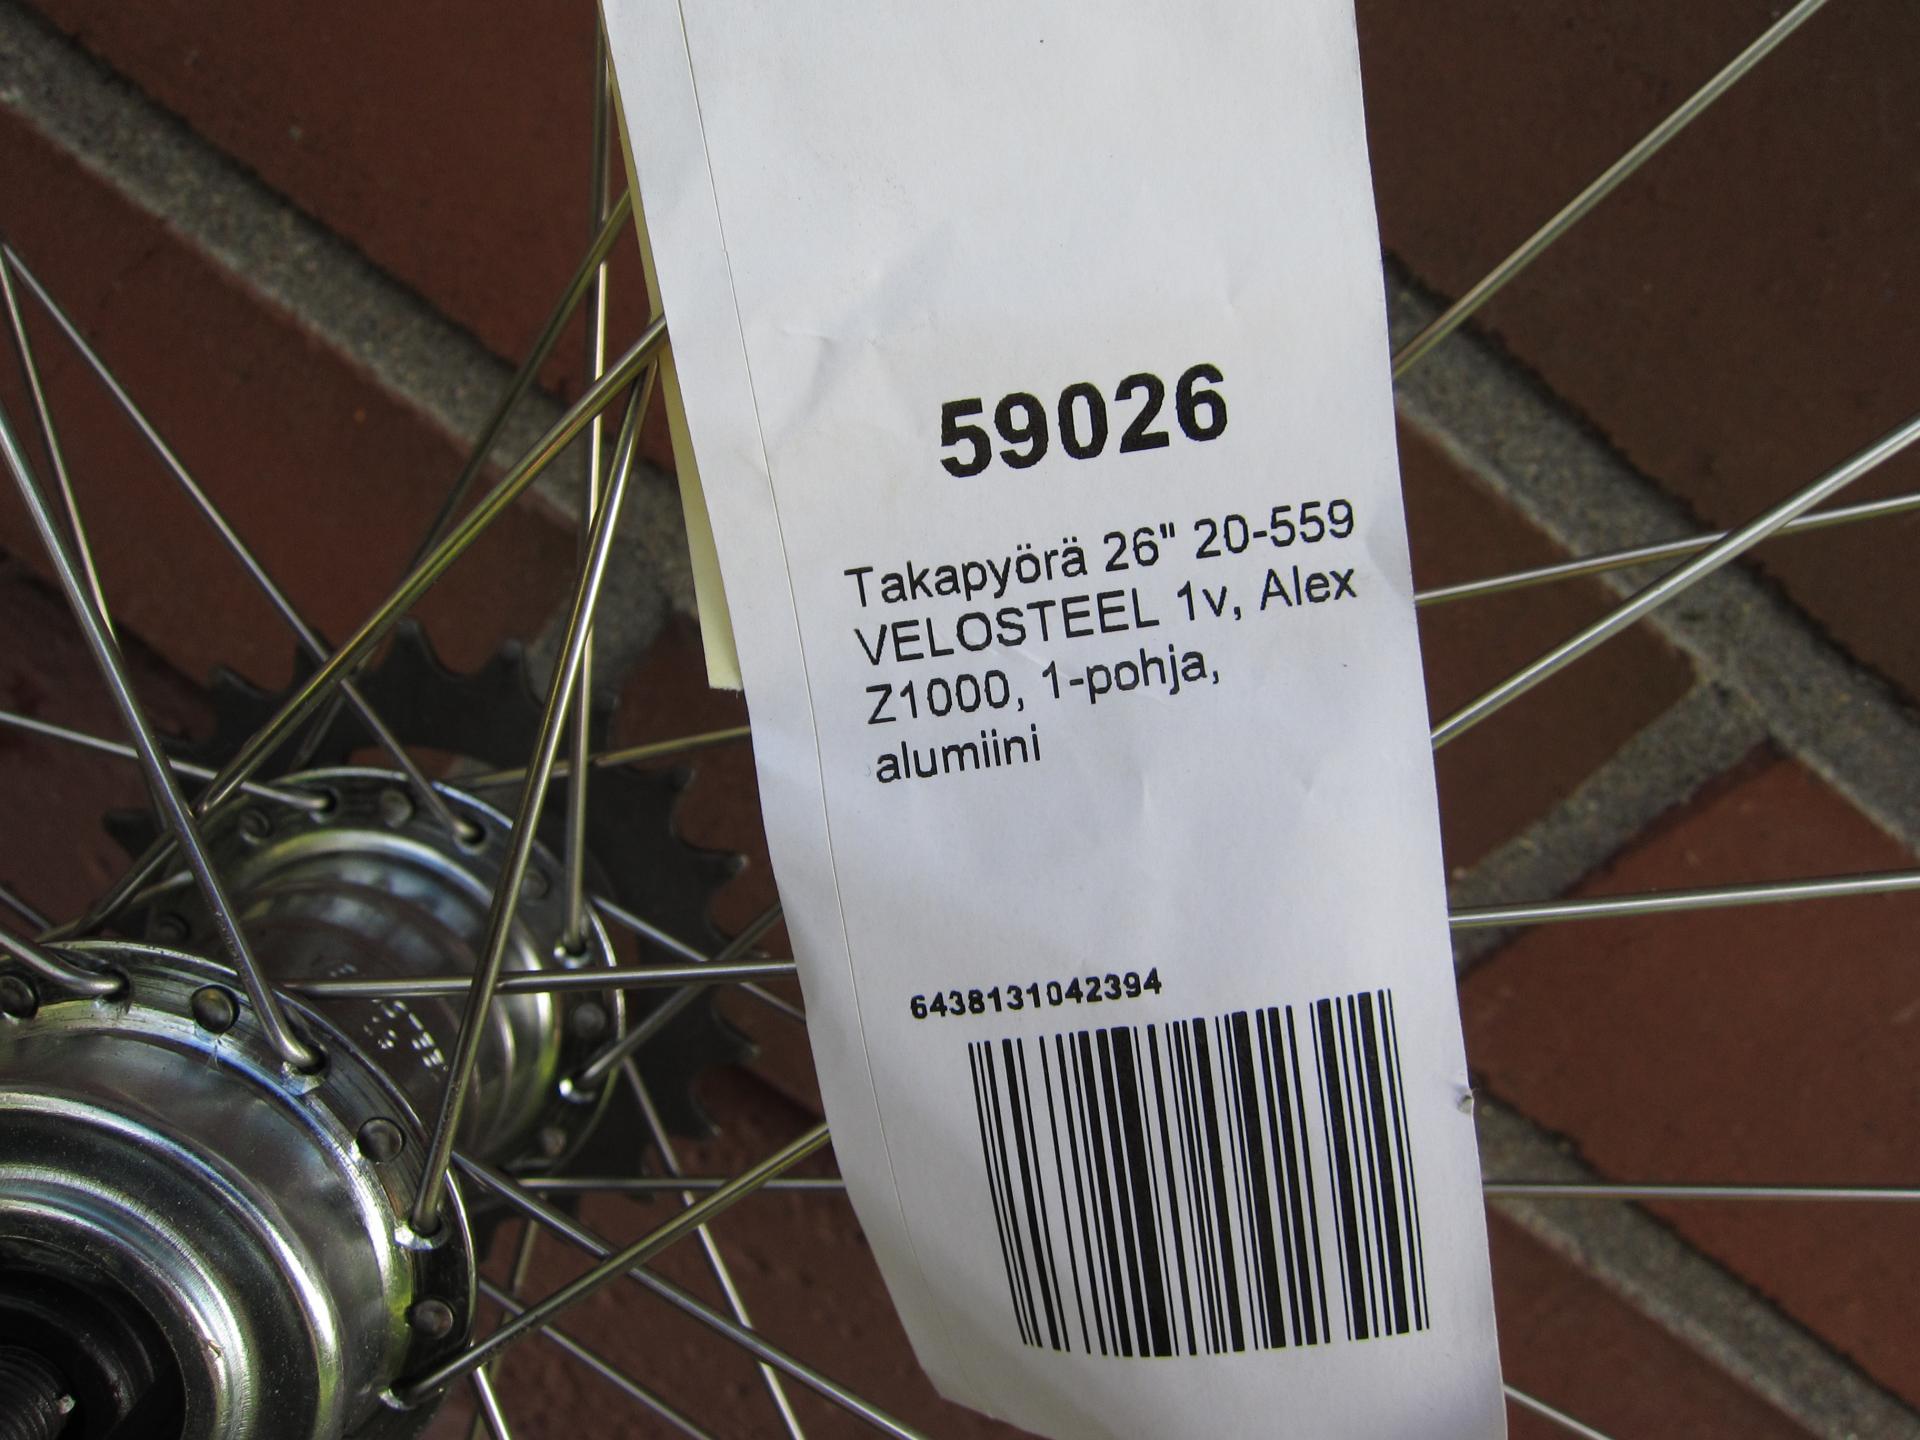 59026
Takapyörä 26" 20-559
VELOSTEEL 1v, Alex
Z1000, 1-pohja,
alumiini
6438131042394